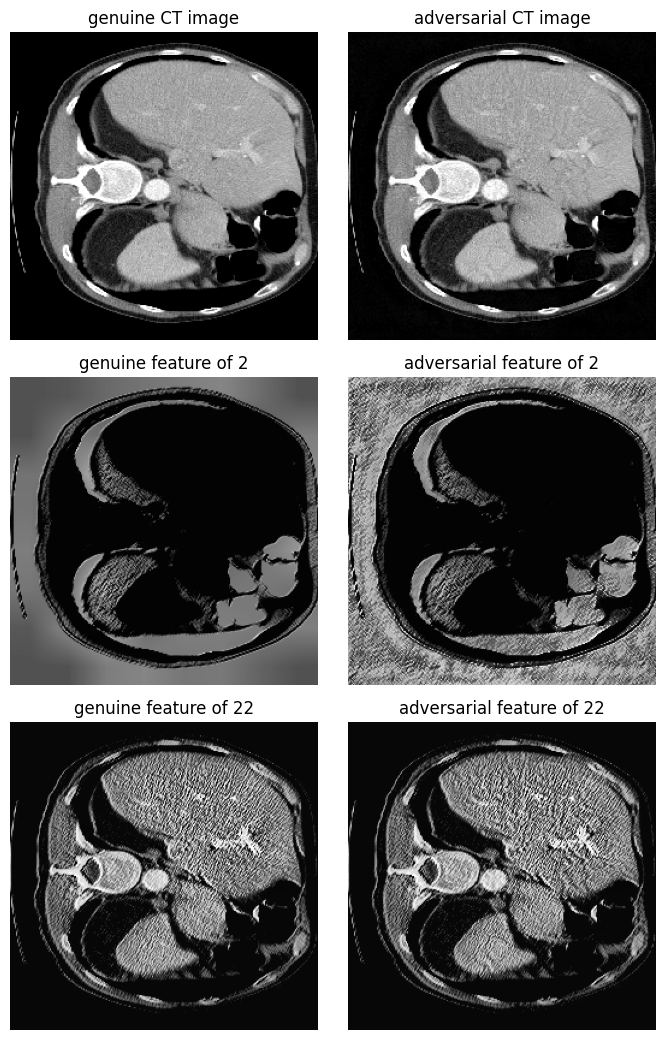 genuine CT image
adversarial CT image
genuine feature of 2
adversarial feature of 2
genuine feature of 22
adversarial feature of 22